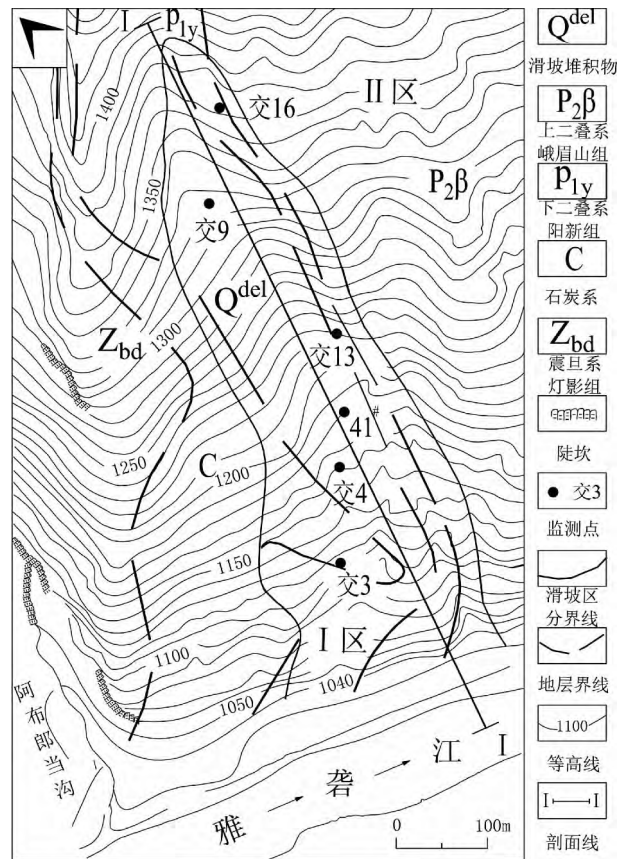 I
P₁y
1400
交16
II区
1350
P₂β
交9
Qdel
Zbd
1300
交13
1250
41#
C
1200
交4
1150
交3
I区
1100
1050
1040
阿布郎当沟
雅砻江
I
0 100m
Qdel
滑坡堆积物
P₂β
上二叠系
峨眉山组
P₁y
下二叠系
阳新组
C
石炭系
Zbd
震旦系
灯影组
陡坎
交3
监测点
滑坡区
分界线
地层界线
1100
等高线
I I
剖面线